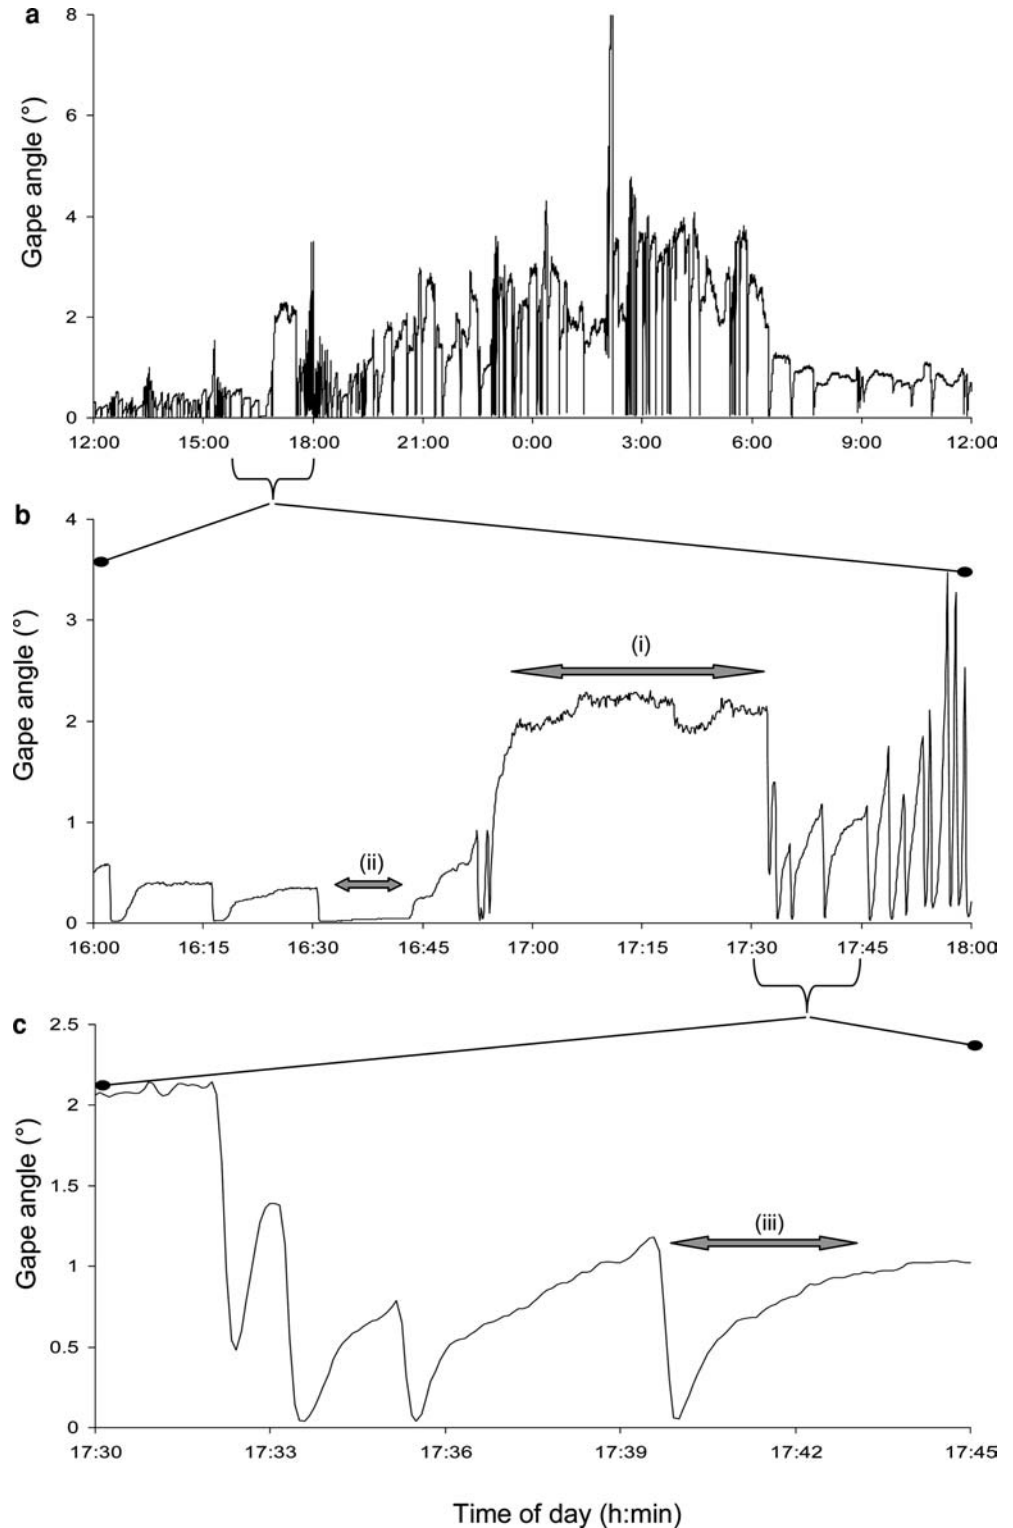 a
8
6
4
2
0
Gape angle (°)
12:00 15:00 18:00 21:00 0:00 3:00 6:00 9:00 12:00
b
4
3
2
1
0
Gape angle (°)
(i)
(ii)
16:00 16:15 16:30 16:45 17:00 17:15 17:30 17:45 18:00
c
2.5
2
1.5
1
0.5
0
Gape angle (°)
(iii)
17:30 17:33 17:36 17:39 17:42 17:45
Time of day (h:min)